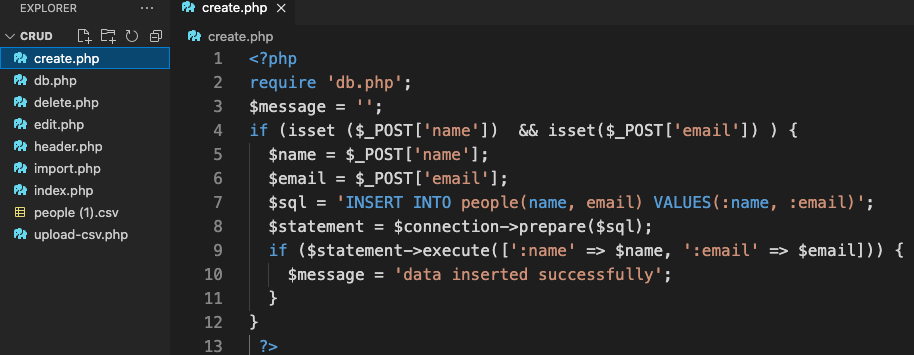 EXPLORER ...
CRUD
create.php
db.php
delete.php
edit.php
header.php
import.php
index.php
people (1).csv
upload-csv.php
create.php
create.php
1 <?php
2 require 'db.php';
3 $message = '';
4 if (isset ($_POST['name'])  && isset($_POST['email']) ) {
5   $name = $_POST['name'];
6   $email = $_POST['email'];
7   $sql = 'INSERT INTO people(name, email) VALUES(:name, :email)';
8   $statement = $connection->prepare($sql);
9   if ($statement->execute([':name' => $name, ':email' => $email])) {
10     $message = 'data inserted successfully';
11   }
12 }
13  ?>